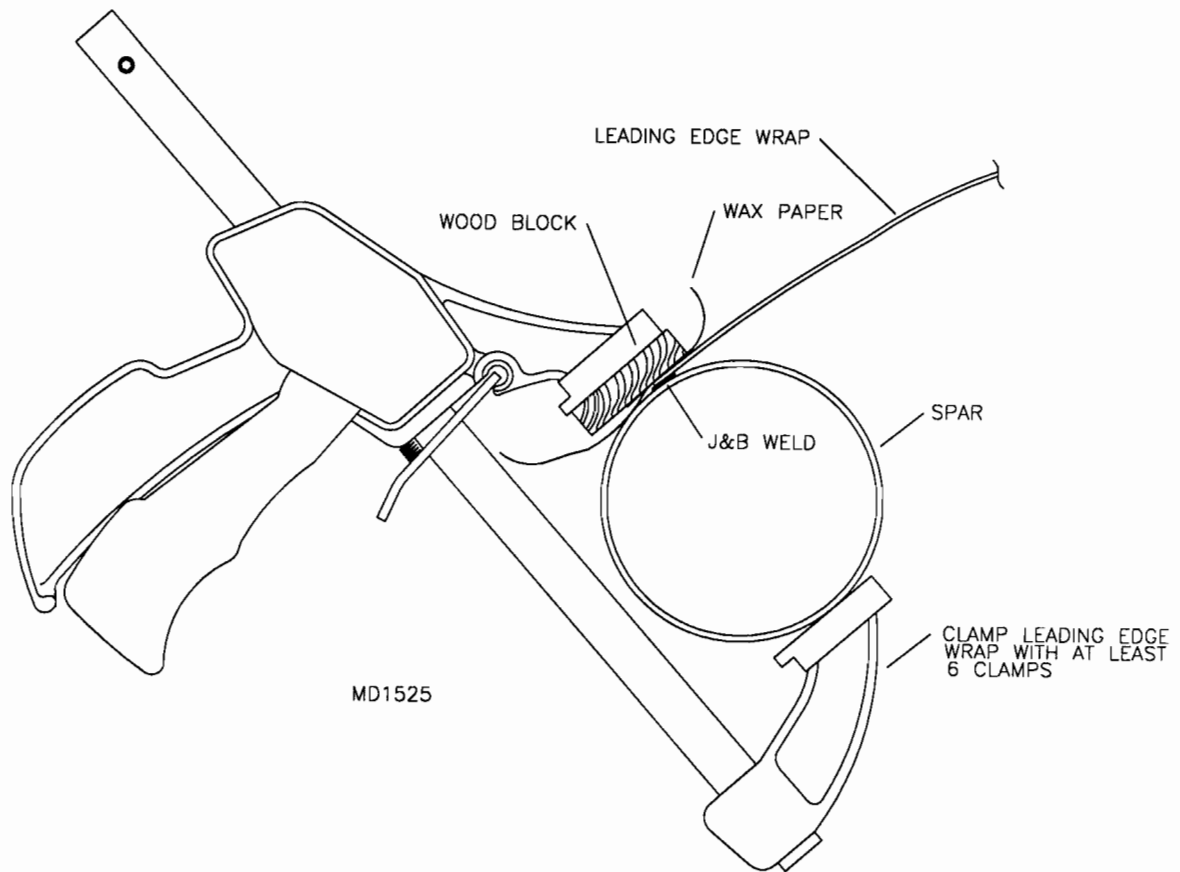 LEADING EDGE WRAP
WOOD BLOCK
WAX PAPER
SPAR
J&B WELD
CLAMP LEADING EDGE
WRAP WITH AT LEAST
6 CLAMPS
MD1525